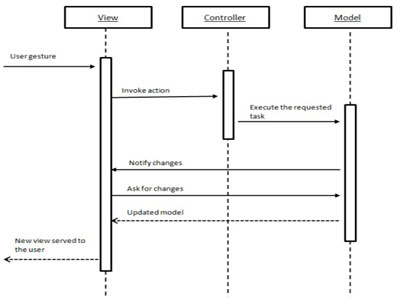 View
Controller
Model
User gesture
Invoke action
Execute the requested
task
Notify changes
Ask for changes
Updated model
New view served to
the user